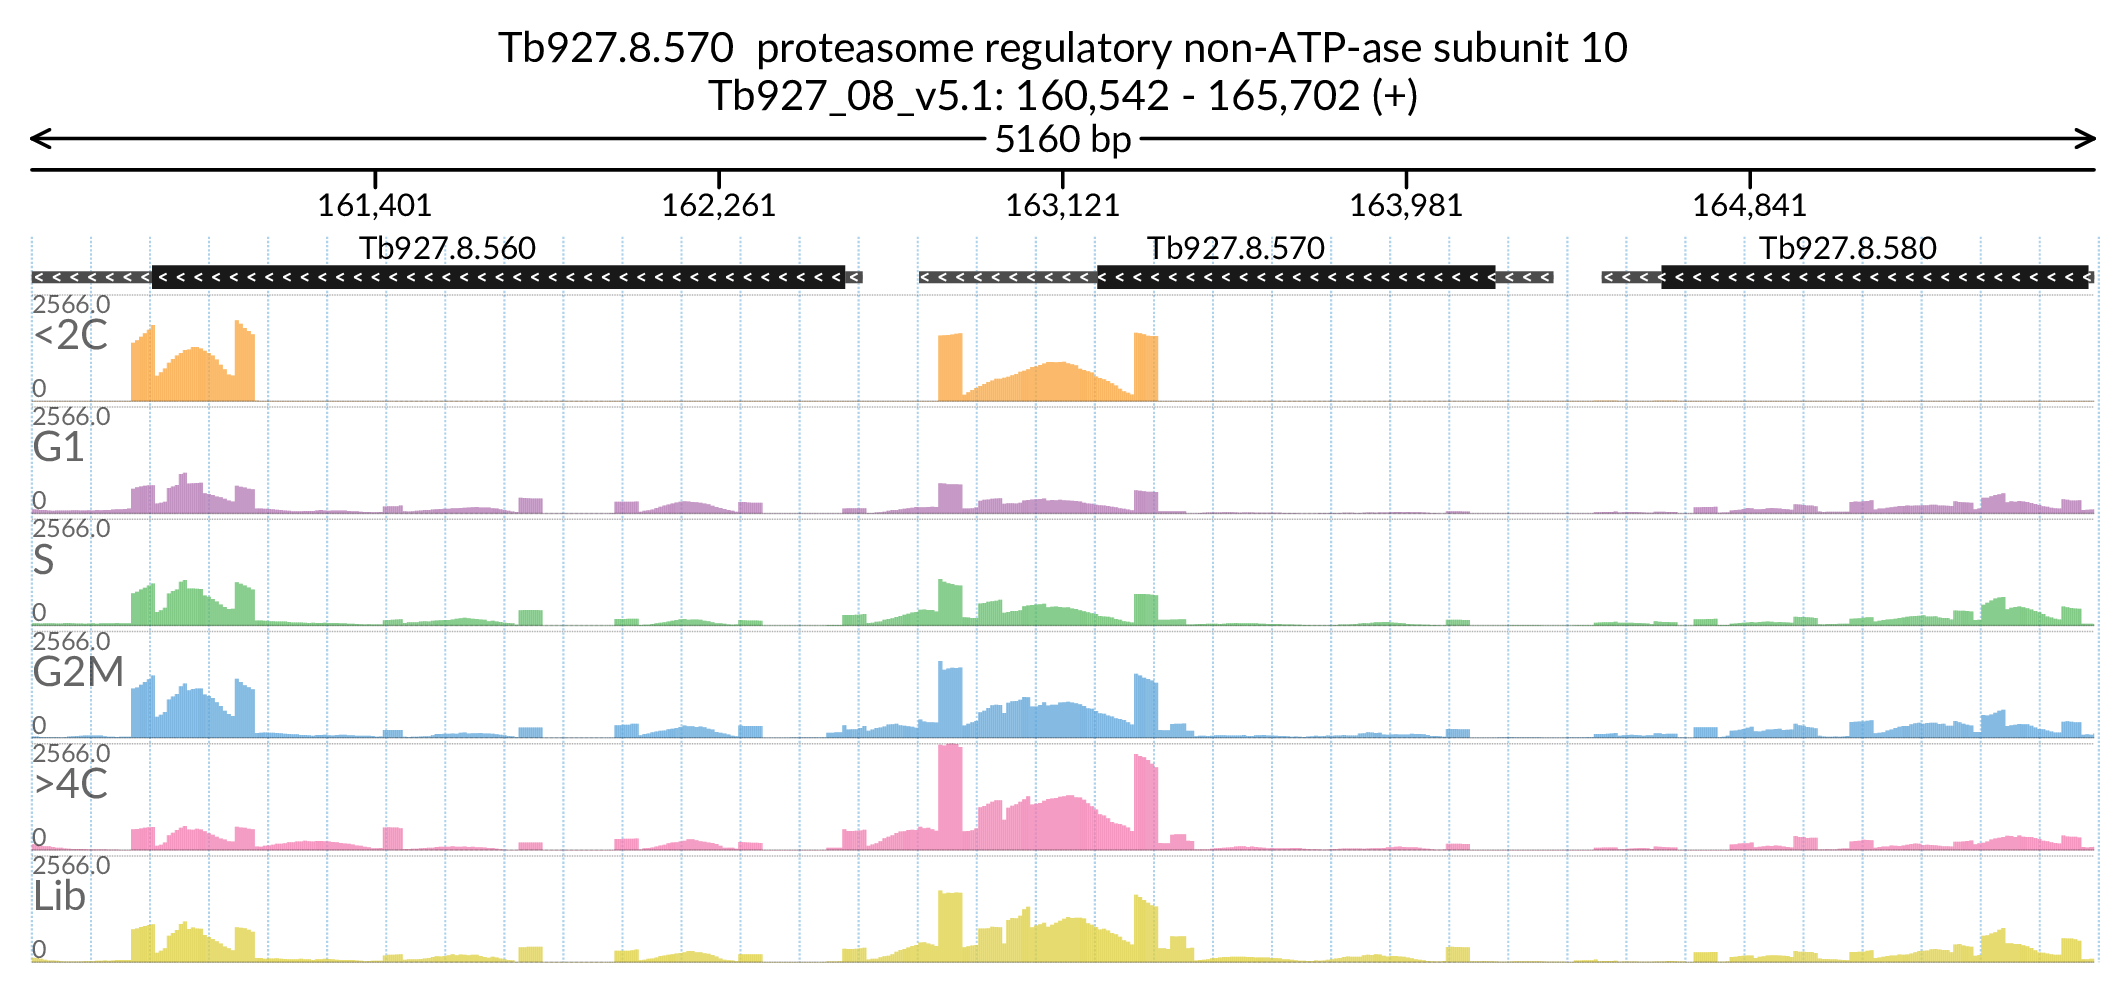 Tb927.8.570  proteasome regulatory non-ATP-ase subunit 10
Tb927_08_v5.1: 160,542 - 165,702 (+)
5160 bp
161,401 162,261 163,121 163,981 164,841
Tb927.8.560 Tb927.8.570 Tb927.8.580
2566.0
<2C
0
2566.0
G1
0
2566.0
S
0
2566.0
G2M
0
2566.0
>4C
0
2566.0
Lib
0